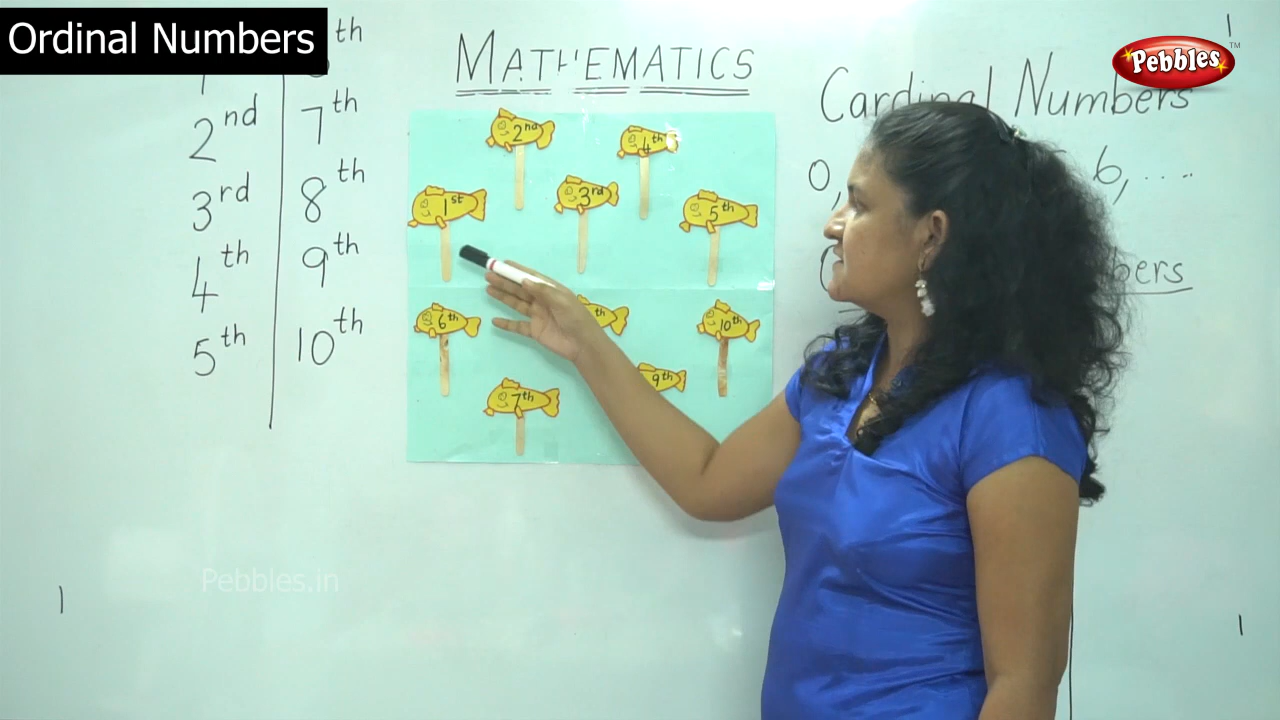 Ordinal Numbers
th
2nd 7th
3rd 8th
4th 9th
5th 10th
MATHEMATICS
2nd
4th
1st
3rd
5th
6th
th
10th
9th
7th
Pebbles TM
Cardinal Numbers
0, 6, ....
bers
Pebbles.in